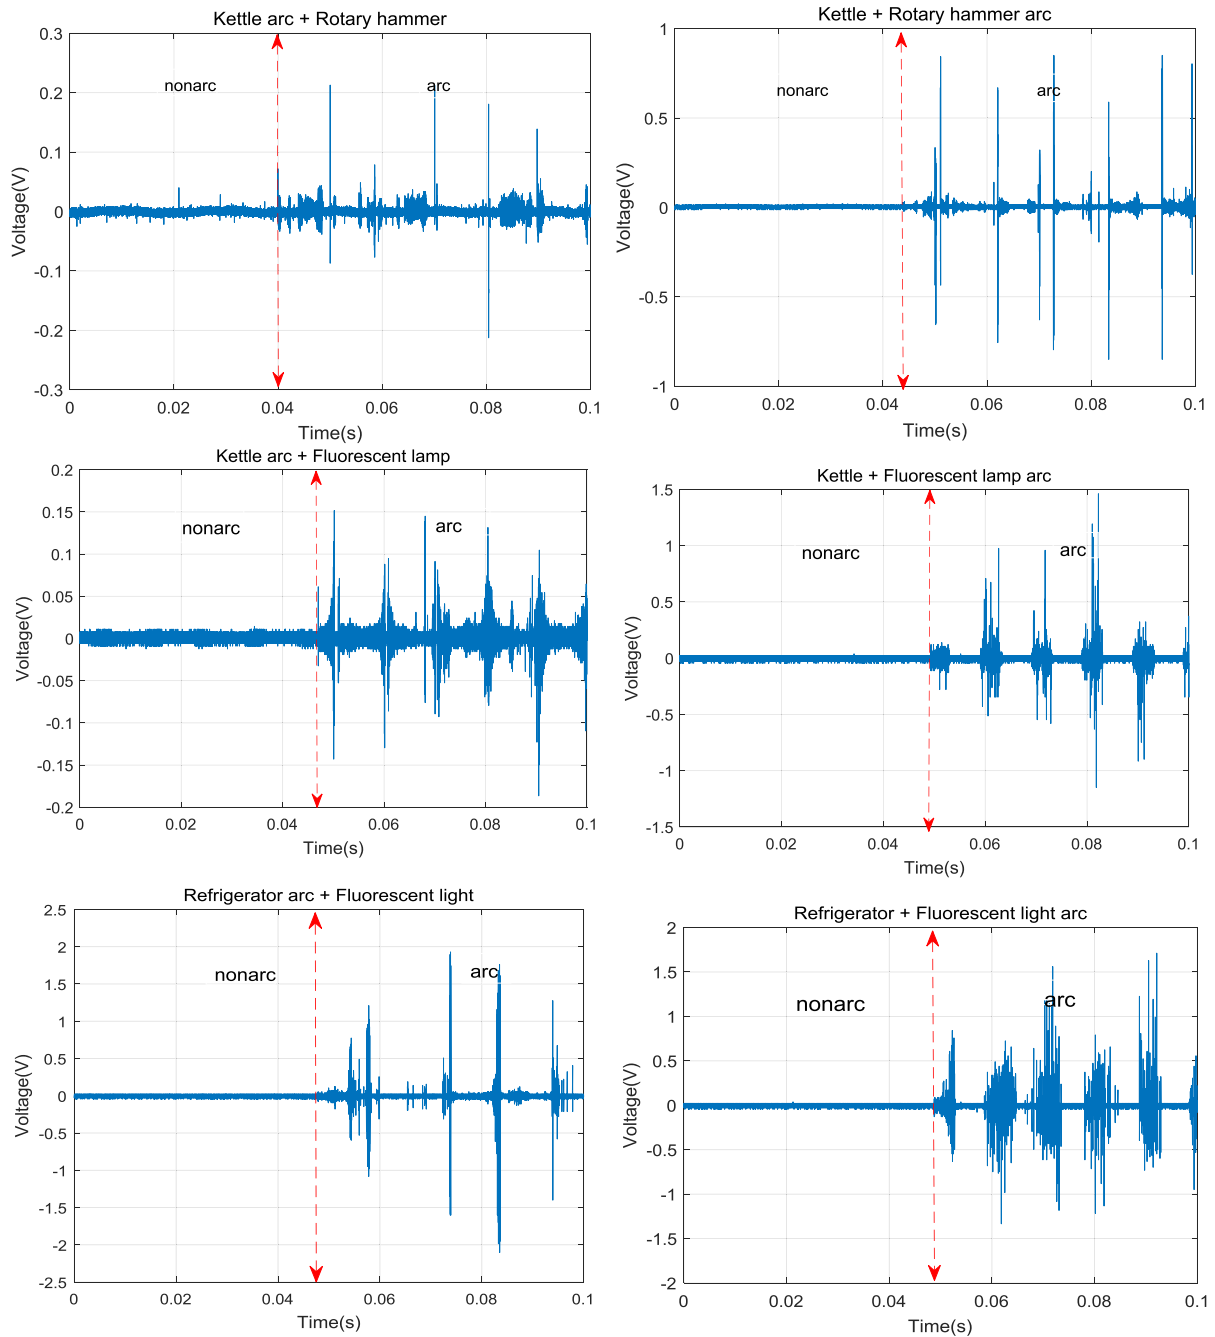 Kettle arc + Rotary hammer
0.3
0.2
0.1
0
-0.1
-0.2
-0.3
Voltage(V)
nonarc
arc
0 0.02 0.04 0.06 0.08 0.1
Time(s)
Kettle + Rotary hammer arc
1
0.5
0
-0.5
-1
Voltage(V)
nonarc
arc
0 0.02 0.04 0.06 0.08 0.1
Time(s)
Kettle arc + Fluorescent lamp
0.2
0.15
0.1
0.05
0
-0.05
-0.1
-0.15
-0.2
Voltage(V)
nonarc
arc
0 0.02 0.04 0.06 0.08 0.1
Time(s)
Kettle + Fluorescent lamp arc
1.5
1
0.5
0
-0.5
-1
-1.5
Voltage(V)
nonarc
arc
0 0.02 0.04 0.06 0.08 0.1
Time(s)
Refrigerator arc + Fluorescent light
2.5
2
1.5
1
0.5
0
-0.5
-1
-1.5
-2
-2.5
Voltage(V)
nonarc
arc
0 0.02 0.04 0.06 0.08 0.1
Time(s)
Refrigerator + Fluorescent light arc
2
1.5
1
0.5
0
-0.5
-1
-1.5
-2
Voltage(V)
nonarc
arc
0 0.02 0.04 0.06 0.08 0.1
Time(s)